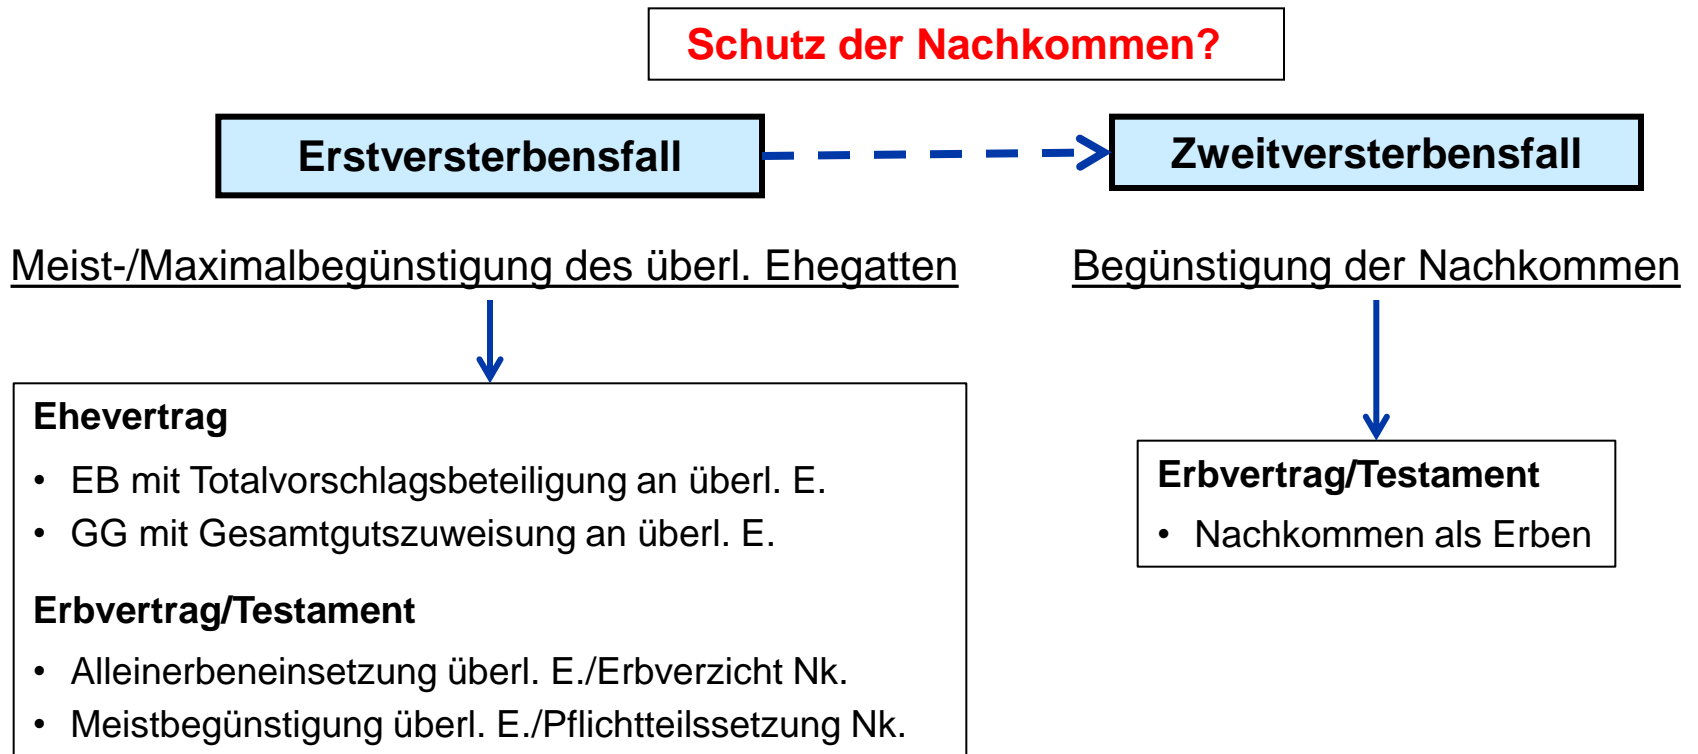 Schutz der Nachkommen?
Erstversterbensfall
Zweitversterbensfall
Meist-/Maximalbegünstigung des überl. Ehegatten
Begünstigung der Nachkommen
Ehevertrag
• EB mit Totalvorschlagsbeteiligung an überl. E.
• GG mit Gesamtgutszuweisung an überl. E.
Erbvertrag/Testament
• Alleinerbeneinsetzung überl. E./Erbverzicht Nk.
• Meistbegünstigung überl. E./Pflichtteilssetzung Nk.
Erbvertrag/Testament
• Nachkommen als Erben